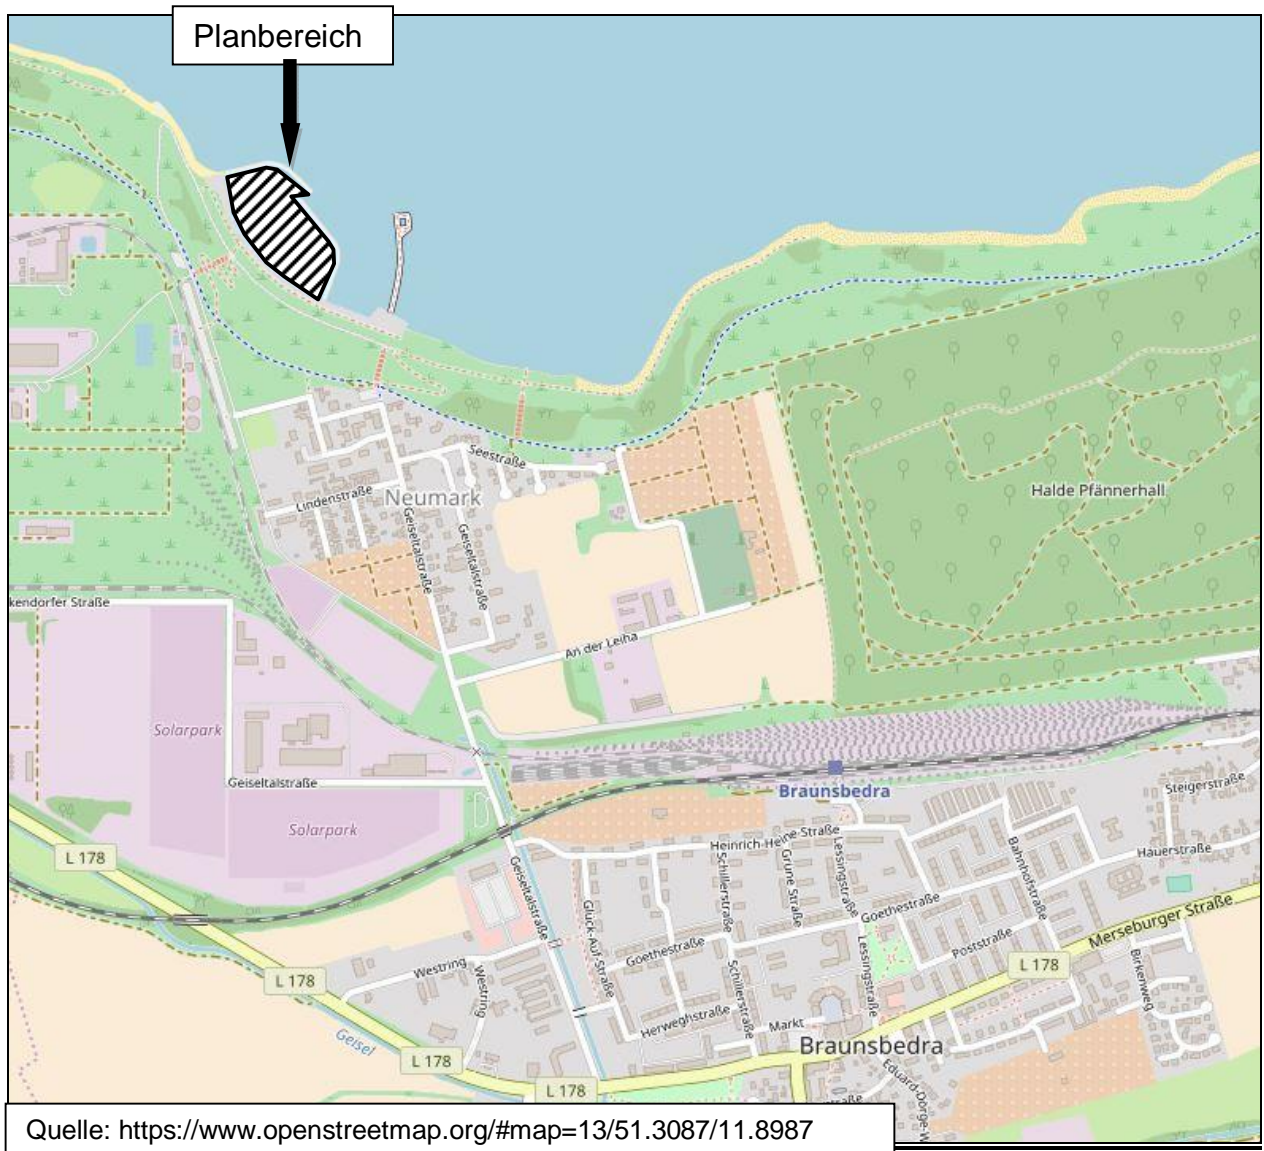 Planbereich
Seestraße
Neumark
Lindenstraße
Geiseltalstraße
Geiseltalstraße
Halde Pfännerhall
kendorfer Straße
An der Leiha
Solarpark
Geiseltalstraße
Solarpark
Braunsbedra
Steigerstraße
L 178
Heinrich-Heine-Straße
Hauerstraße
Geiseltalstraße
Schillerstraße
Grüne Straße
Lessingstraße
Bahnhofstraße
Glück-Auf-Straße
Goethestraße
Merseburger Straße
Goethestraße
Poststraße
Westring
Westring
L 178
L 178
Schillerstraße
Lessingstraße
Birkenweg
Herweghstraße
Markt
Geisel
Braunsbedra
L 178
L 178
Eduard-Dörge-W
straße
Quelle: https://www.openstreetmap.org/#map=13/51.3087/11.8987